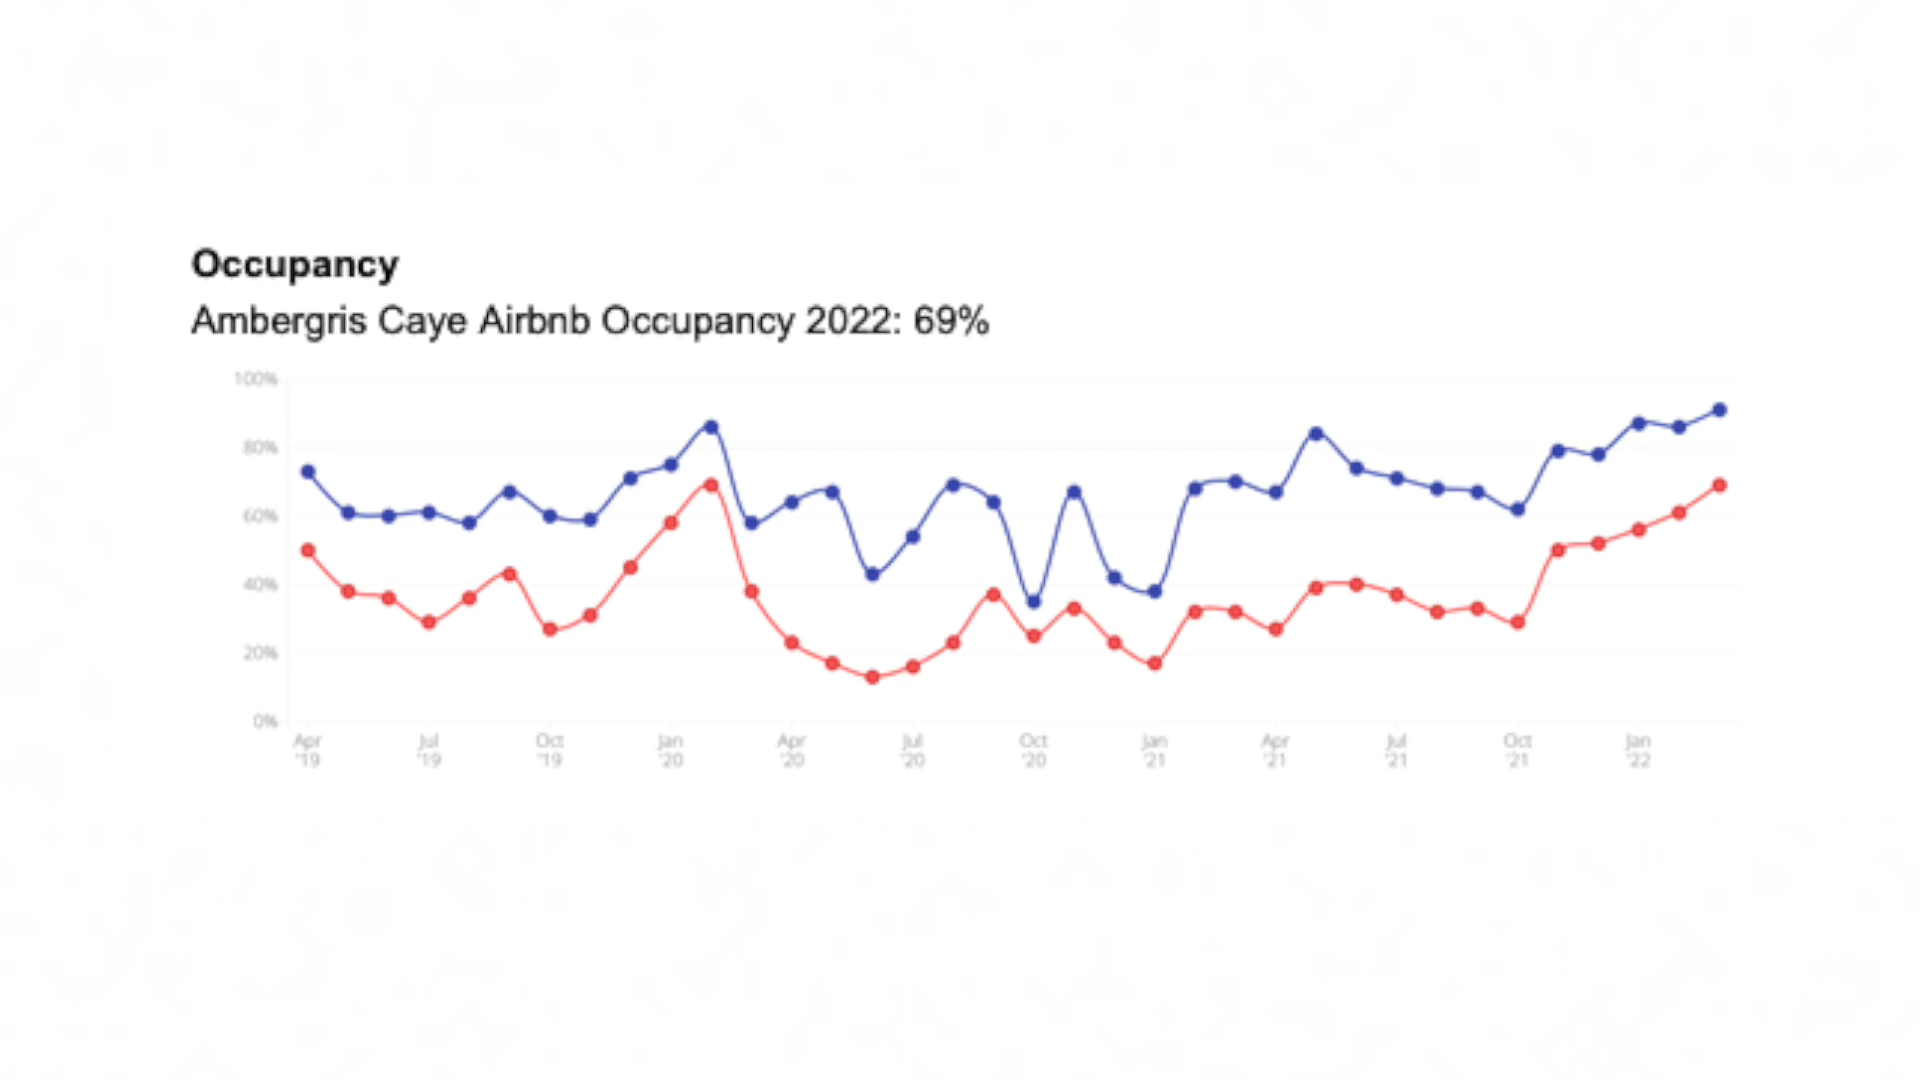 Occupancy
Ambergris Caye Airbnb Occupancy 2022: 69%
100%
80%
60%
40%
20%
0%
Apr Jul Oct Jan Apr Jul Oct Jan Apr Jul Oct Jan
'19 '19 '19 '20 '20 '20 '20 '21 '21 '21 '21 '22